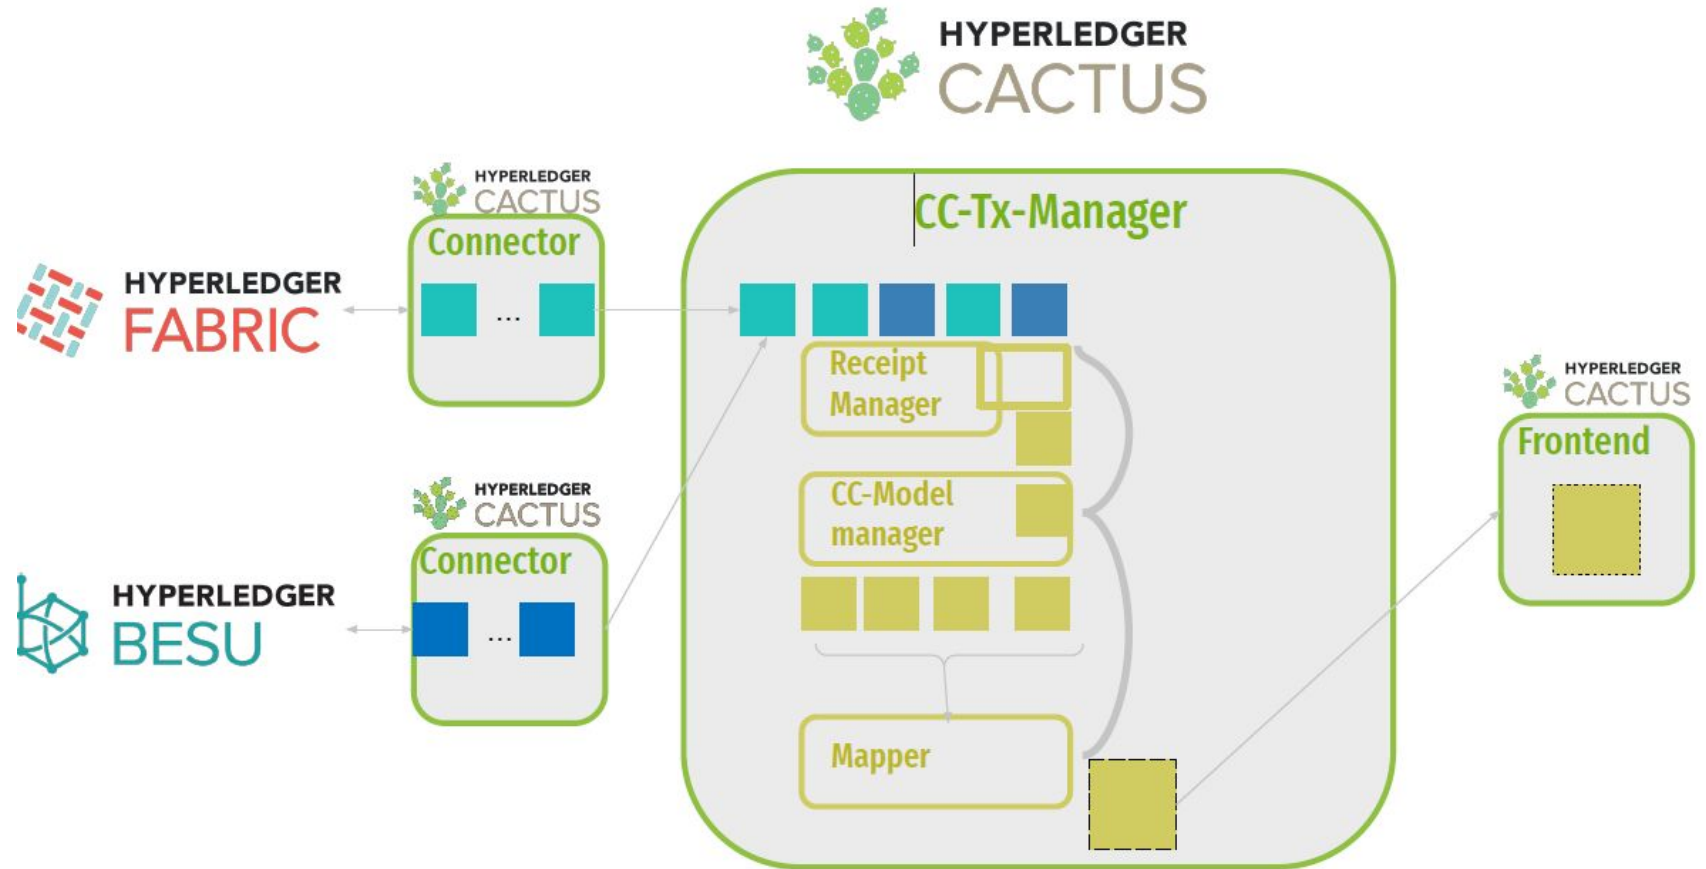 HYPERLEDGER
CACTUS
HYPERLEDGER
CACTUS
Connector
...
HYPERLEDGER
FABRIC
HYPERLEDGER
CACTUS
Connector
...
HYPERLEDGER
BESU
CC-Tx-Manager
Receipt
Manager
CC-Model
manager
Mapper
HYPERLEDGER
CACTUS
Frontend